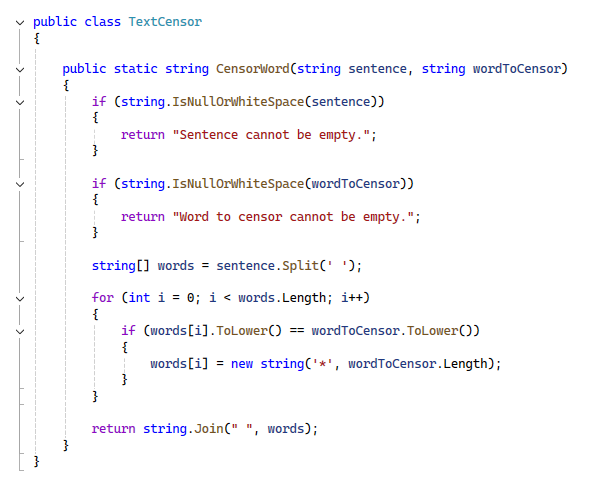 public class TextCensor
{
public static string CensorWord(string sentence, string wordToCensor)
{
if (string.IsNullOrWhiteSpace(sentence))
{
return "Sentence cannot be empty.";
}
if (string.IsNullOrWhiteSpace(wordToCensor))
{
return "Word to censor cannot be empty.";
}
string[] words = sentence.Split(' ');
for (int i = 0; i < words.Length; i++)
{
if (words[i].ToLower() == wordToCensor.ToLower())
{
words[i] = new string('*', wordToCensor.Length);
}
}
return string.Join(" ", words);
}
}